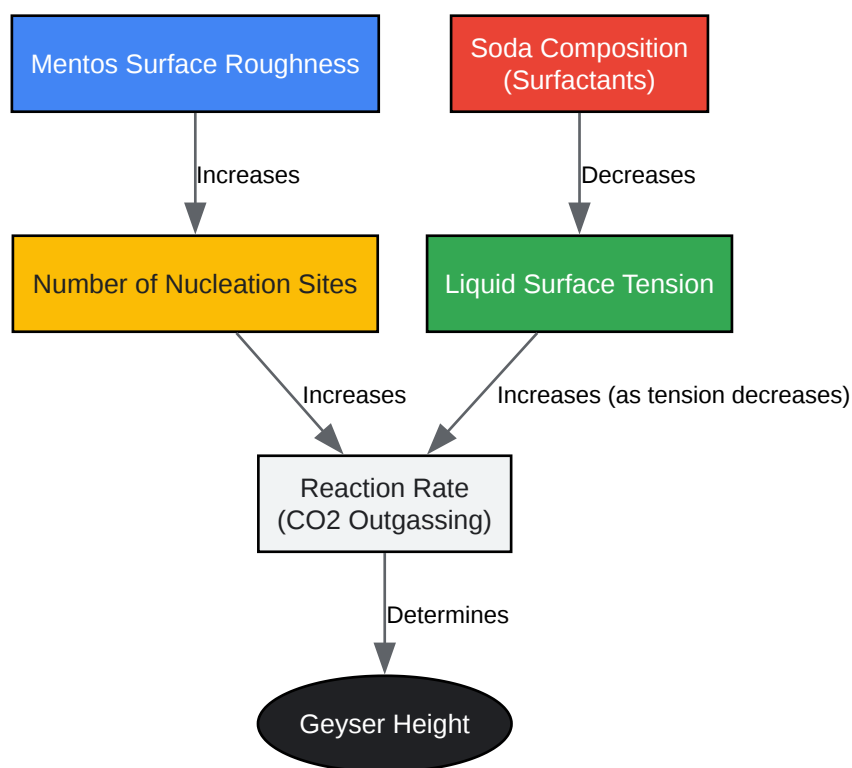 Mentos Surface Roughness
Soda Composition
(Surfactants)
Increases
Decreases
Number of Nucleation Sites
Liquid Surface Tension
Increases
Increases (as tension decreases)
Reaction Rate
(CO2 Outgassing)
Determines
Geyser Height